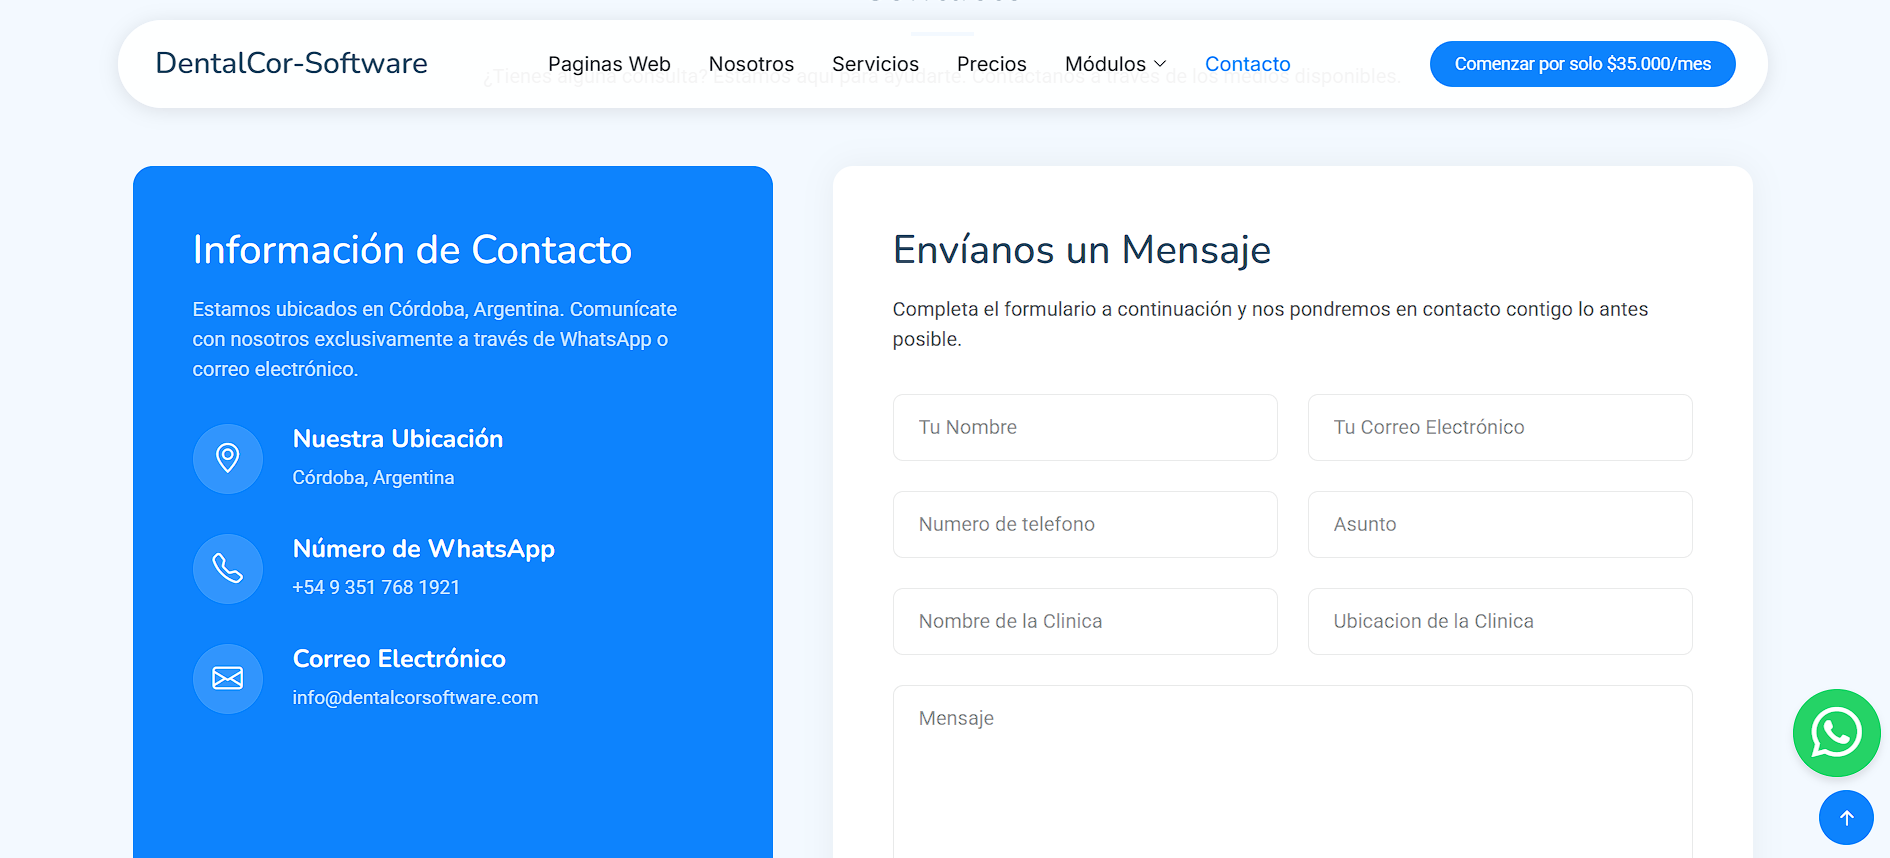 DentalCor-Software
Paginas Web
Nosotros
Servicios
Precios
Módulos
Contacto
Comenzar por solo $35.000/mes
¿Tienes alguna consulta? Estamos aquí para ayudarte. Contáctanos a través de los medios disponibles.
Información de Contacto
Estamos ubicados en Córdoba, Argentina. Comunícate
con nosotros exclusivamente a través de WhatsApp o
correo electrónico.
Nuestra Ubicación
Córdoba, Argentina
Número de WhatsApp
+54 9 351 768 1921
Correo Electrónico
info@dentalcorsoftware.com
Envíanos un Mensaje
Completa el formulario a continuación y nos pondremos en contacto contigo lo antes
posible.
Tu Nombre
Tu Correo Electrónico
Numero de telefono
Asunto
Nombre de la Clinica
Ubicacion de la Clinica
Mensaje